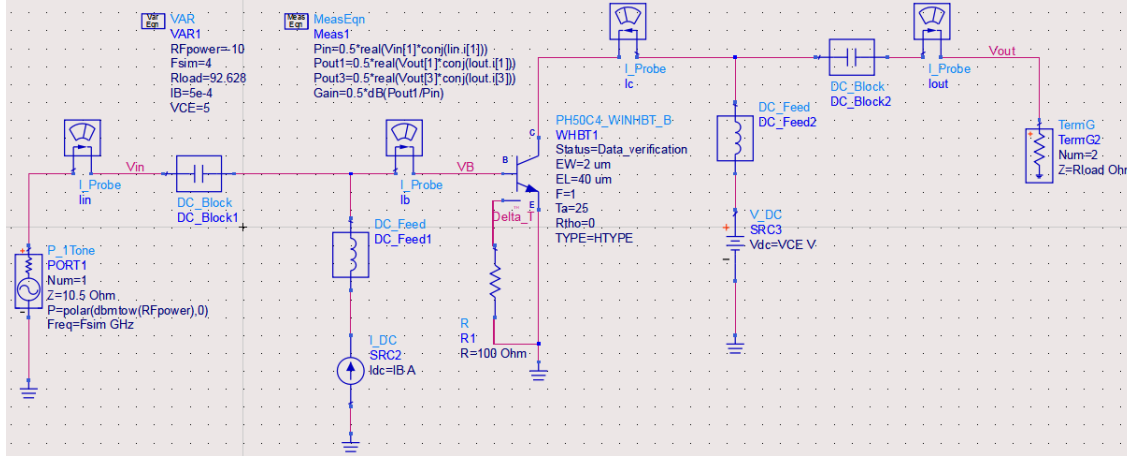 Var
Eqn
VAR
VAR1
RFpower=-10
Fsim=4
Rload=92.628
IB=5e-4
VCE=5
Meas
Eqn
MeasEqn
Meas1
Pin=0.5*real(Vin[1]*conj(Iin.i[1]))
Pout1=0.5*real(Vout[1]*conj(Iout.i[1]))
Pout3=0.5*real(Vout[3]*conj(Iout.i[3]))
Gain=0.5*dB(Pout1/Pin)
I_Probe
Ic
I_Probe
Iout
Vout
DC_Block
DC_Block2
DC_Feed
DC_Feed2
TermG
TermG2
Num=2
Z=Rload Ohm
I_Probe
Iin
Vin
DC_Block
DC_Block1
I_Probe
Ib
VB
B
C
E
Delta_T
PH50C4_WINHBT_B
WHBT1
Status=Data_verification
EW=2 um
EL=40 um
F=1
Ta=25
Rtho=0
TYPE=HTYPE
V_DC
SRC3
Vdc=VCE V
P_1Tone
PORT1
Num=1
Z=10.5 Ohm
P=polar(dbmtow(RFpower),0)
Freq=Fsim GHz
DC_Feed
DC_Feed1
I_DC
SRC2
Idc=IB A
R
R1
R=100 Ohm